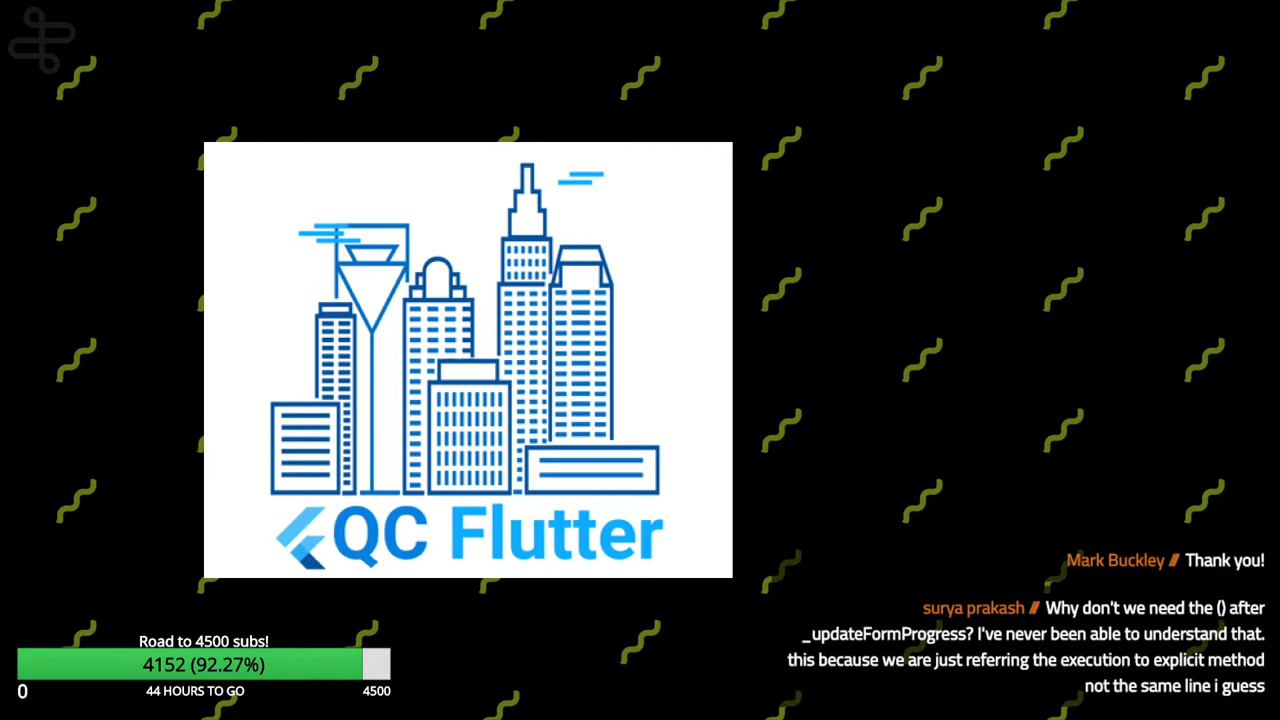 QC Flutter
Mark Buckley // Thank you!
surya prakash // Why don't we need the () after
_updateFormProgress? I've never been able to understand that.
this because we are just referring the execution to explicit method
not the same line i guess
Road to 4500 subs!
4152 (92.27%)
0 44 HOURS TO GO 4500